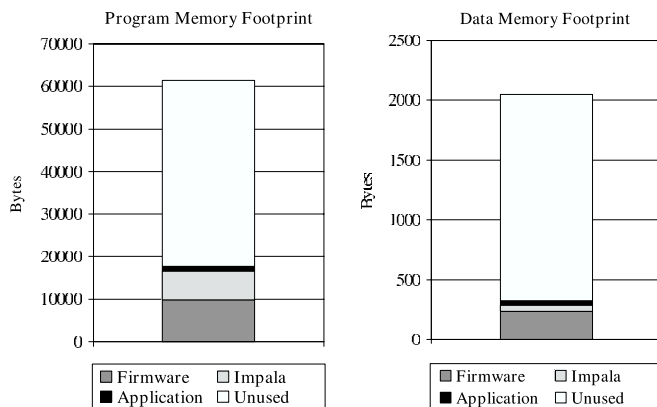 Program Memory Footprint
70000
60000
50000
40000
30000
20000
10000
0
Bytes
Firmware Impala
Application Unused
Data Memory Footprint
2500
2000
1500
1000
500
0
Bytes
Firmware Impala
Application Unused